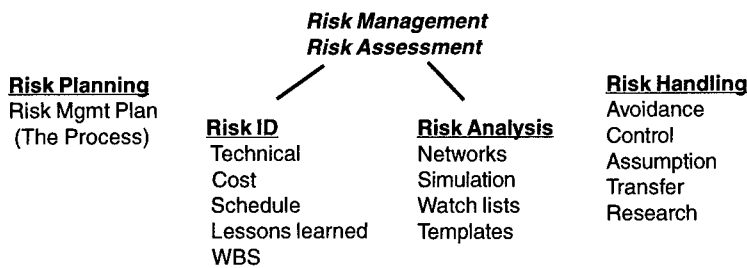 Risk Management
Risk Assessment
Risk Planning
Risk Mgmt Plan
(The Process)
Risk ID
Technical
Cost
Schedule
Lessons learned
WBS
Risk Analysis
Networks
Simulation
Watch lists
Templates
Risk Handling
Avoidance
Control
Assumption
Transfer
Research